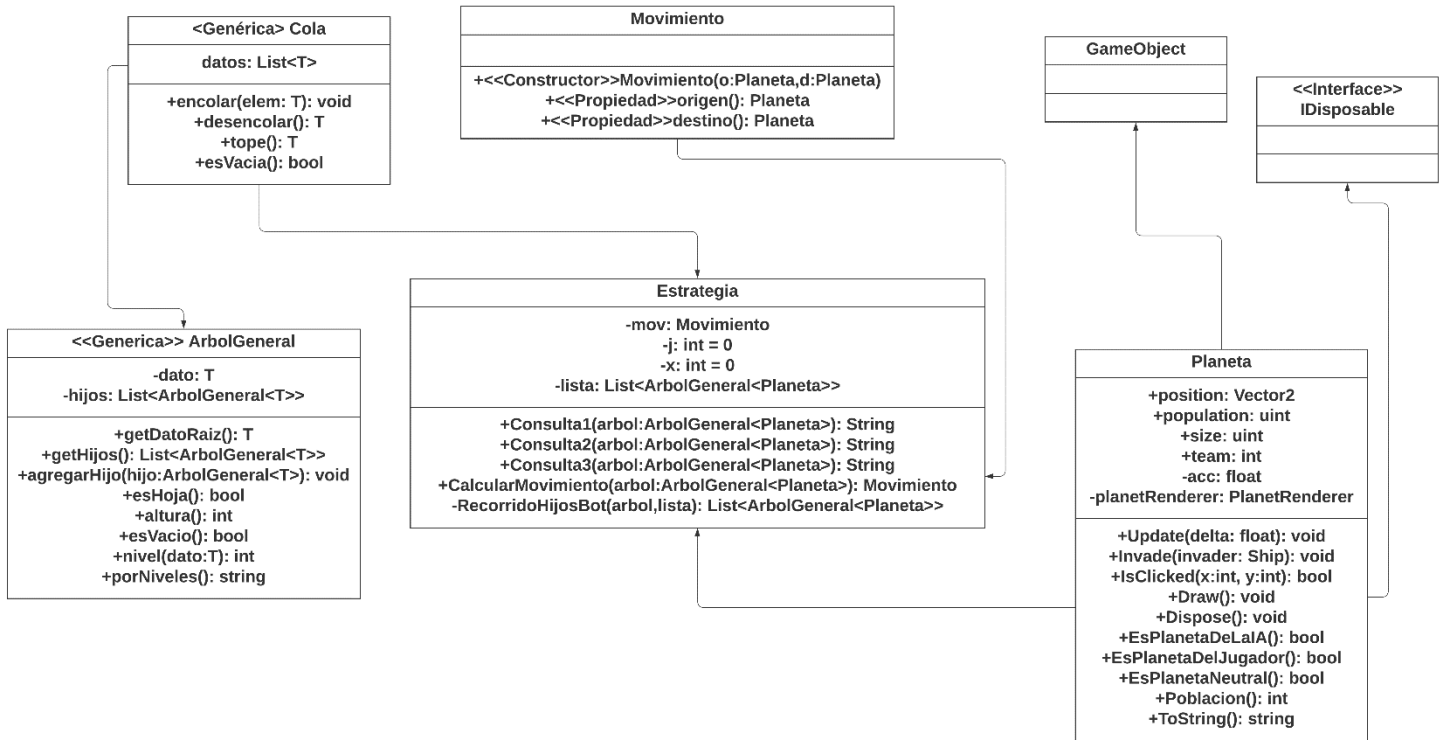 <Genérica> Cola
datos: List<T>
+encolar(elem: T): void
+desencolar(): T
+tope(): T
+esVacia(): bool
Movimiento
+<<Constructor>>Movimiento(o:Planeta,d:Planeta)
+<<Propiedad>>origen(): Planeta
+<<Propiedad>>destino(): Planeta
GameObject
<<Interface>>
IDisposable
<<Generica>> ArbolGeneral
-dato: T
-hijos: List<ArbolGeneral<T>>
+getDatoRaiz(): T
+getHijos(): List<ArbolGeneral<T>>
+agregarHijo(hijo:ArbolGeneral<T>): void
+esHoja(): bool
+altura(): int
+esVacio(): bool
+nivel(dato:T): int
+porNiveles(): string
Estrategia
-mov: Movimiento
-j: int = 0
-x: int = 0
-lista: List<ArbolGeneral<Planeta>>
+Consulta1(arbol:ArbolGeneral<Planeta>): String
+Consulta2(arbol:ArbolGeneral<Planeta>): String
+Consulta3(arbol:ArbolGeneral<Planeta>): String
+CalcularMovimiento(arbol:ArbolGeneral<Planeta>): Movimiento
-RecorridoHijosBot(arbol,lista): List<ArbolGeneral<Planeta>>
Planeta
+position: Vector2
+population: uint
+size: uint
+team: int
-acc: float
-planetRenderer: PlanetRenderer
+Update(delta: float): void
+Invade(invader: Ship): void
+IsClicked(x:int, y:int): bool
+Draw(): void
+Dispose(): void
+EsPlanetaDeLaIA(): bool
+EsPlanetaDelJugador(): bool
+EsPlanetaNeutral(): bool
+Poblacion(): int
+ToString(): string